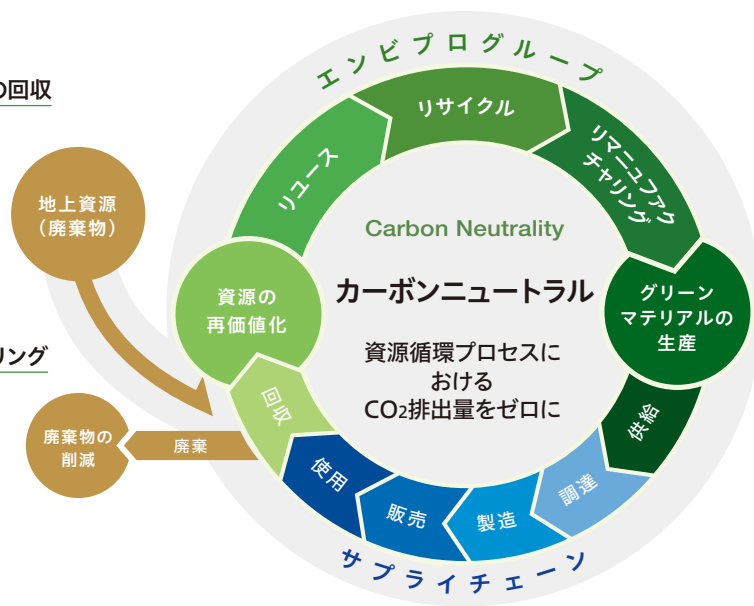 エンビプログループ
の回収
リサイクル
リユース
リマニュファク
チャリング
地上資源
（廃棄物）
Carbon Neutrality
カーボンニュートラル
資源循環プロセスに
おける
CO2排出量をゼロに
資源の
再価値化
グリーン
マテリアルの
生産
リング
回収
供給
廃棄物の
削減
廃棄
使用
販売
製造
調達
サプライチェーン